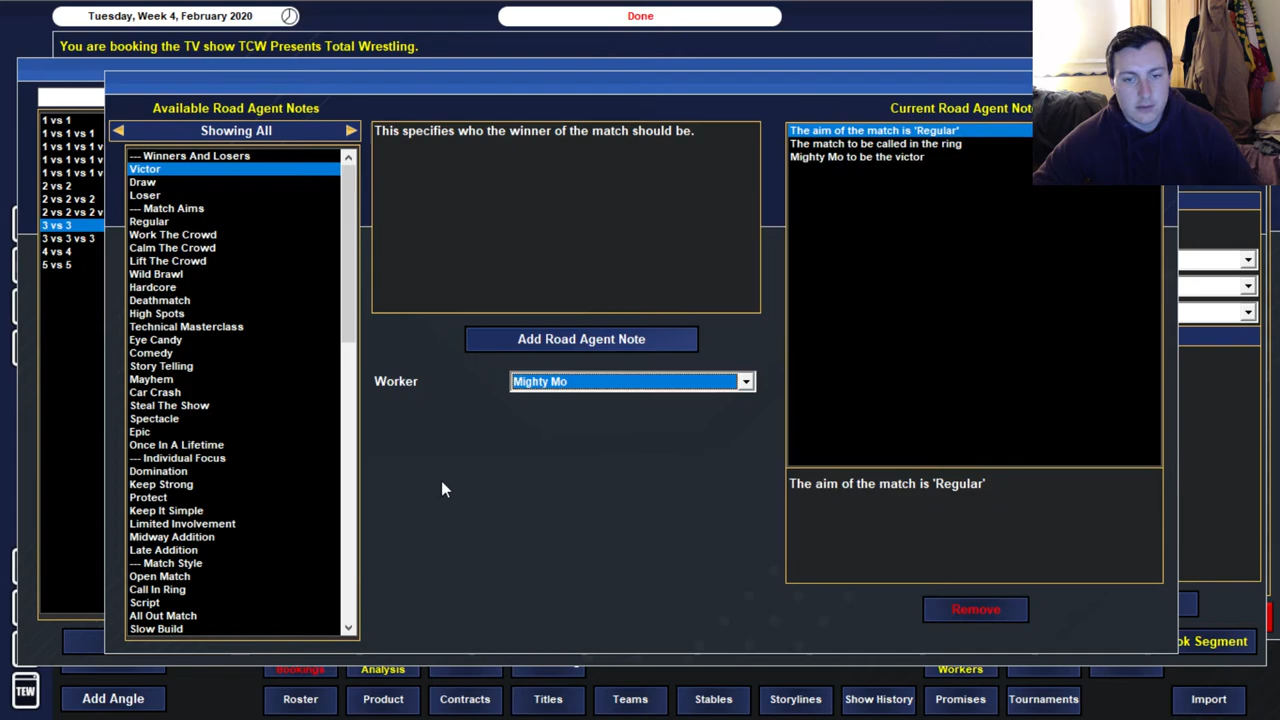 Tuesday, Week 4, February 2020
Done
You are booking the TV show TCW Presents Total Wrestling.
Available Road Agent Notes
Showing All
--- Winners And Losers
Victor
Draw
Loser
--- Match Aims
Regular
Work The Crowd
Calm The Crowd
Lift The Crowd
Wild Brawl
Hardcore
Deathmatch
High Spots
Technical Masterclass
Eye Candy
Comedy
Story Telling
Mayhem
Car Crash
Steal The Show
Spectacle
Epic
Once In A Lifetime
--- Individual Focus
Domination
Keep Strong
Protect
Keep It Simple
Limited Involvement
Midway Addition
Late Addition
--- Match Style
Open Match
Call In Ring
Script
All Out Match
Slow Build
1 vs 1
1 vs 1 vs 1
1 vs 1 vs 1 v
1 vs 1 vs 1 v
1 vs 1 vs 1 v
2 vs 2
2 vs 2 vs 2
2 vs 2 vs 2 v
3 vs 3
3 vs 3 vs 3
4 vs 4
5 vs 5
This specifies who the winner of the match should be.
Add Road Agent Note
Worker
Mighty Mo
Current Road Agent Note
The aim of the match is 'Regular'
The match to be called in the ring
Mighty Mo to be the victor
The aim of the match is 'Regular'
Remove
ok Segment
Bookings
Analysis
Workers
TEW
Add Angle
Roster
Product
Contracts
Titles
Teams
Stables
Storylines
Show History
Promises
Tournaments
Import